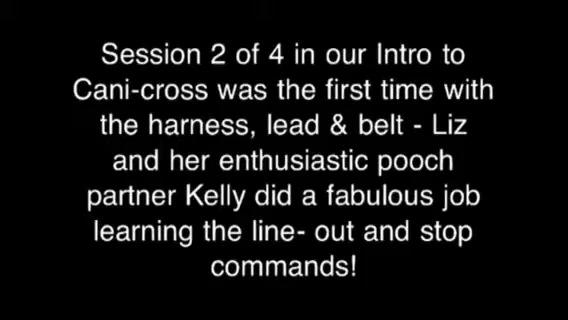 Session 2 of 4 in our Intro to
Cani-cross was the first time with
the harness, lead & belt - Liz
and her enthusiastic pooch
partner Kelly did a fabulous job
learning the line- out and stop
commands!